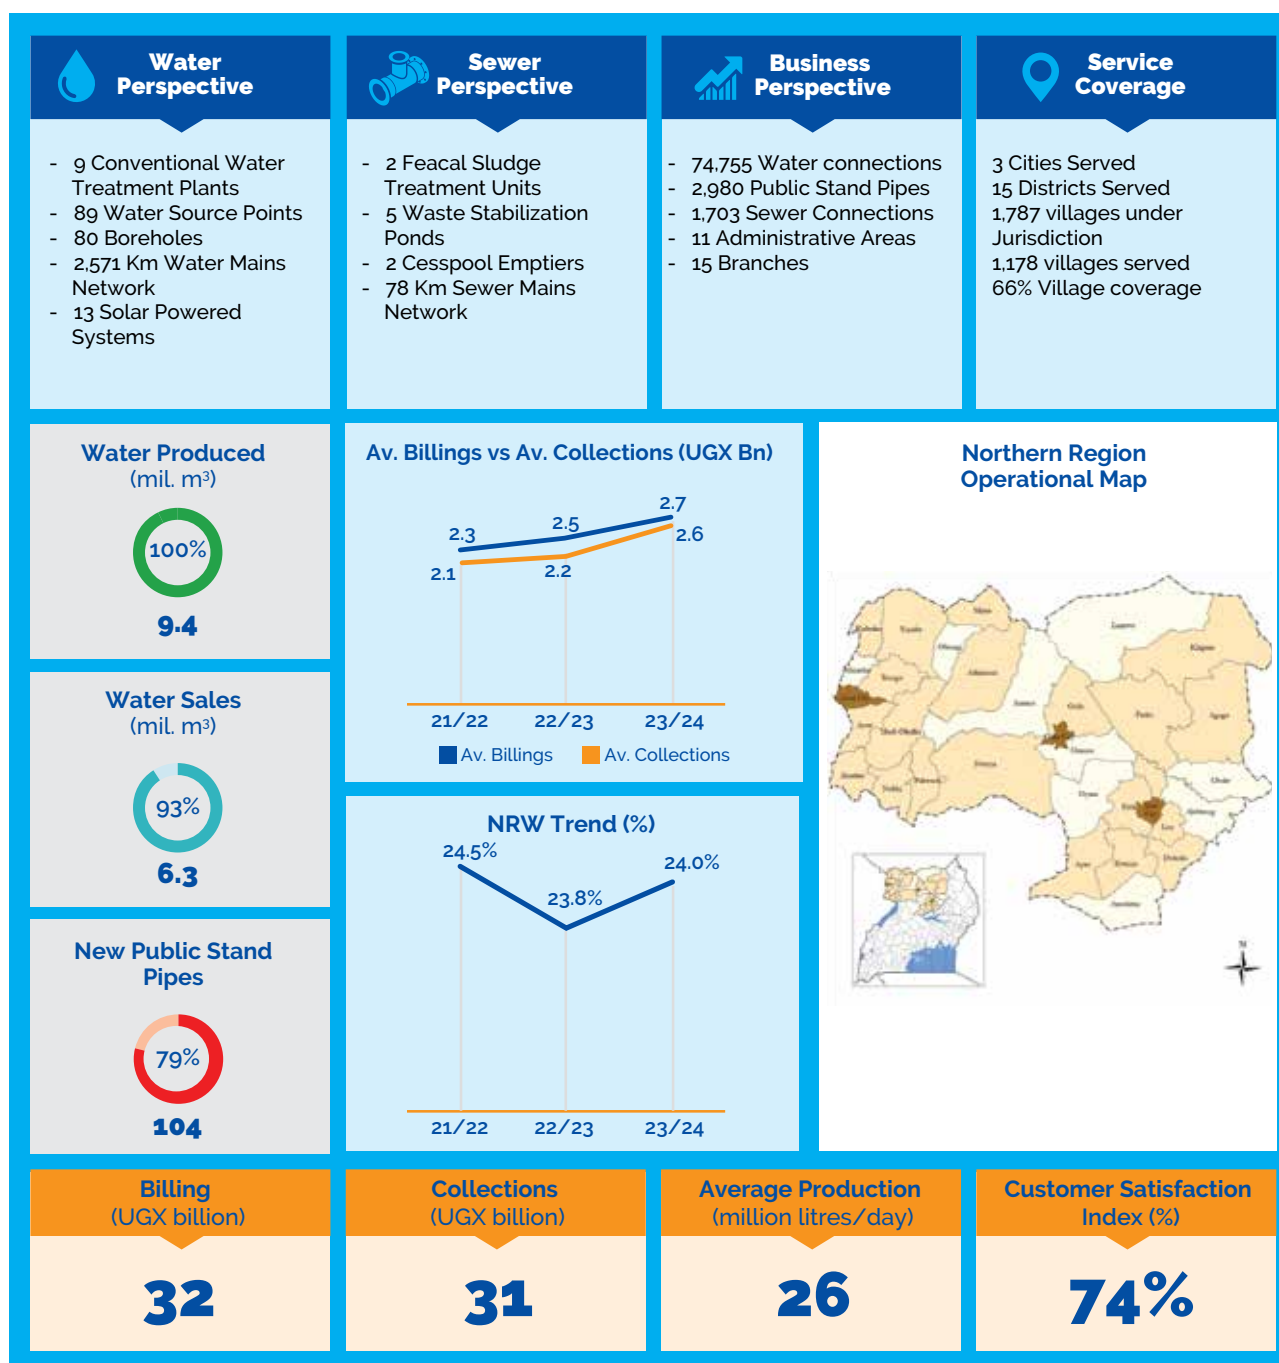 Water
Perspective
- 9 Conventional Water
Treatment Plants
- 89 Water Source Points
- 80 Boreholes
- 2,571 Km Water Mains
Network
- 13 Solar Powered
Systems
Sewer
Perspective
- 2 Feacal Sludge
Treatment Units
- 5 Waste Stabilization
Ponds
- 2 Cesspool Emptiers
- 78 Km Sewer Mains
Network
Business
Perspective
- 74,755 Water connections
- 2,980 Public Stand Pipes
- 1,703 Sewer Connections
- 11 Administrative Areas
- 15 Branches
Service
Coverage
3 Cities Served
15 Districts Served
1,787 villages under
Jurisdiction
1,178 villages served
66% Village coverage
Water Produced
(mil. m³)
100%
9.4
Water Sales
(mil. m³)
93%
6.3
New Public Stand
Pipes
79%
104
Av. Billings vs Av. Collections (UGX Bn)
2.7
2.5
2.3
2.6
2.2
2.1
21/22 22/23 23/24
Av. Billings Av. Collections
NRW Trend (%)
24.5%
24.0%
23.8%
21/22 22/23 23/24
Northern Region
Operational Map
N
Billing
(UGX billion)
32
Collections
(UGX billion)
31
Average Production
(million litres/day)
26
Customer Satisfaction
Index (%)
74%